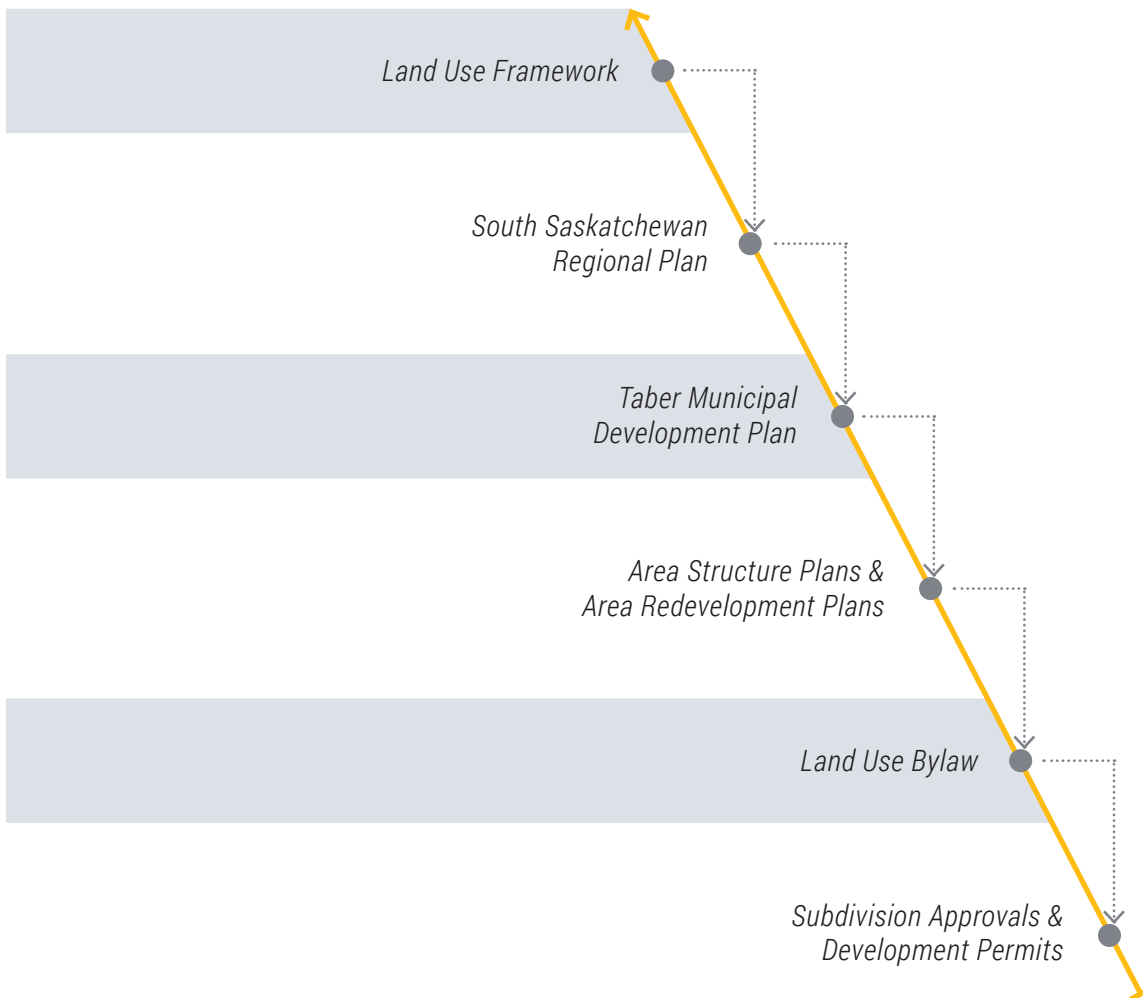 Land Use Framework
South Saskatchewan
Regional Plan
Taber Municipal
Development Plan
Area Structure Plans &
Area Redevelopment Plans
Land Use Bylaw
Subdivision Approvals &
Development Permits